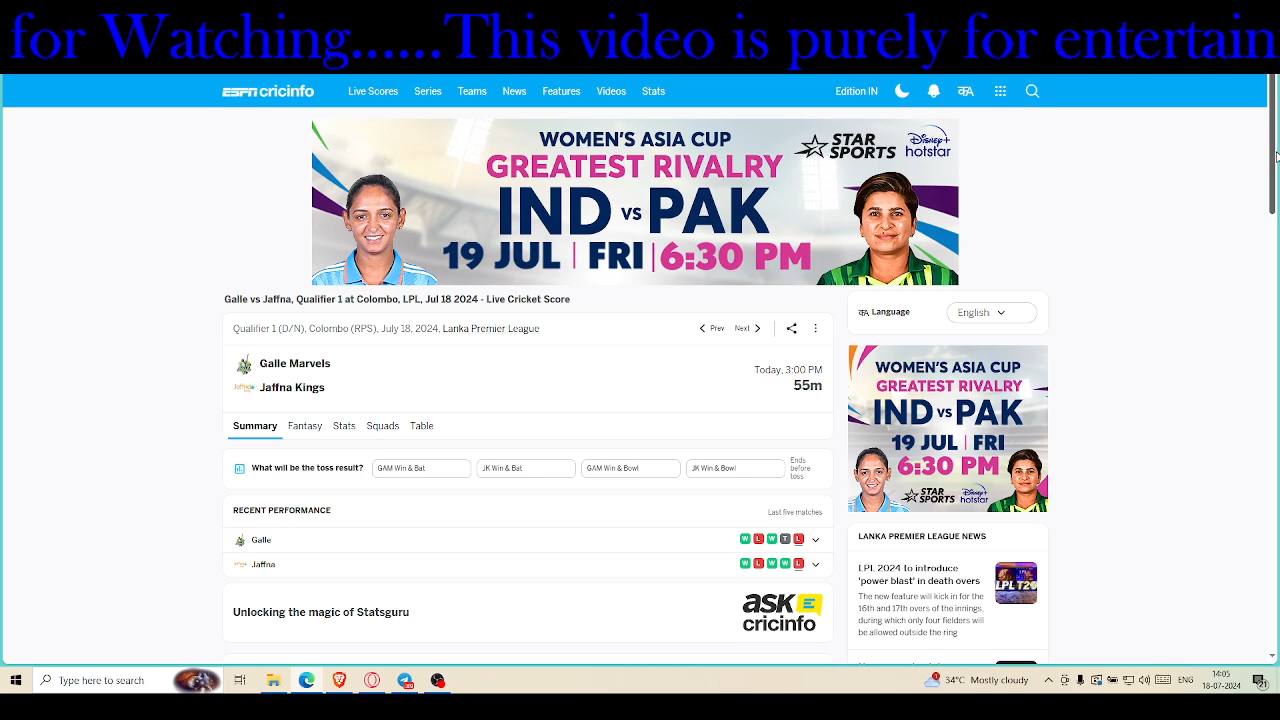 for Watching......This video is purely for entertain
ESPN cricinfo
Live Scores Series Teams News Features Videos Stats
Edition IN
WOMEN'S ASIA CUP
GREATEST RIVALRY
IND VS PAK
19 JUL | FRI | 6:30 PM
STAR SPORTS
Disney+ hotstar
Galle vs Jaffna, Qualifier 1 at Colombo, LPL, Jul 18 2024 - Live Cricket Score
Qualifier 1 (D/N), Colombo (RPS), July 18, 2024, Lanka Premier League
Prev Next
Galle Marvels
Jaffna Kings
Today, 3:00 PM
55m
Summary Fantasy Stats Squads Table
What will be the toss result? GAM Win & Bat JK Win & Bat GAM Win & Bowl JK Win & Bowl
Ends
before
toss
RECENT PERFORMANCE
Last five matches
Galle W L W T L
Jaffna W L W W L
Unlocking the magic of Statsguru
ask
cricinfo
Language English
WOMEN'S ASIA CUP
GREATEST RIVALRY
IND VS PAK
19 JUL | FRI
6:30 PM
STAR SPORTS
Disney+ hotstar
LANKA PREMIER LEAGUE NEWS
LPL 2024 to introduce
'power blast' in death overs
The new feature will kick in for the
16th and 17th overs of the innings,
during which only four fielders will
be allowed outside the ring
LPL T20
Type here to search
34°C Mostly cloudy
ENG
14:05
18-07-2024
21